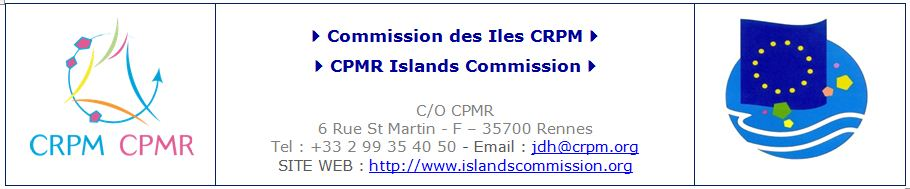 CRPM CPMR
Commission des Iles CRPM
CPMR Islands Commission
C/O CPMR
6 Rue St Martin - F – 35700 Rennes
Tel : +33 2 99 35 40 50 - Email : jdh@crpm.org
SITE WEB : http://www.islandscommission.org